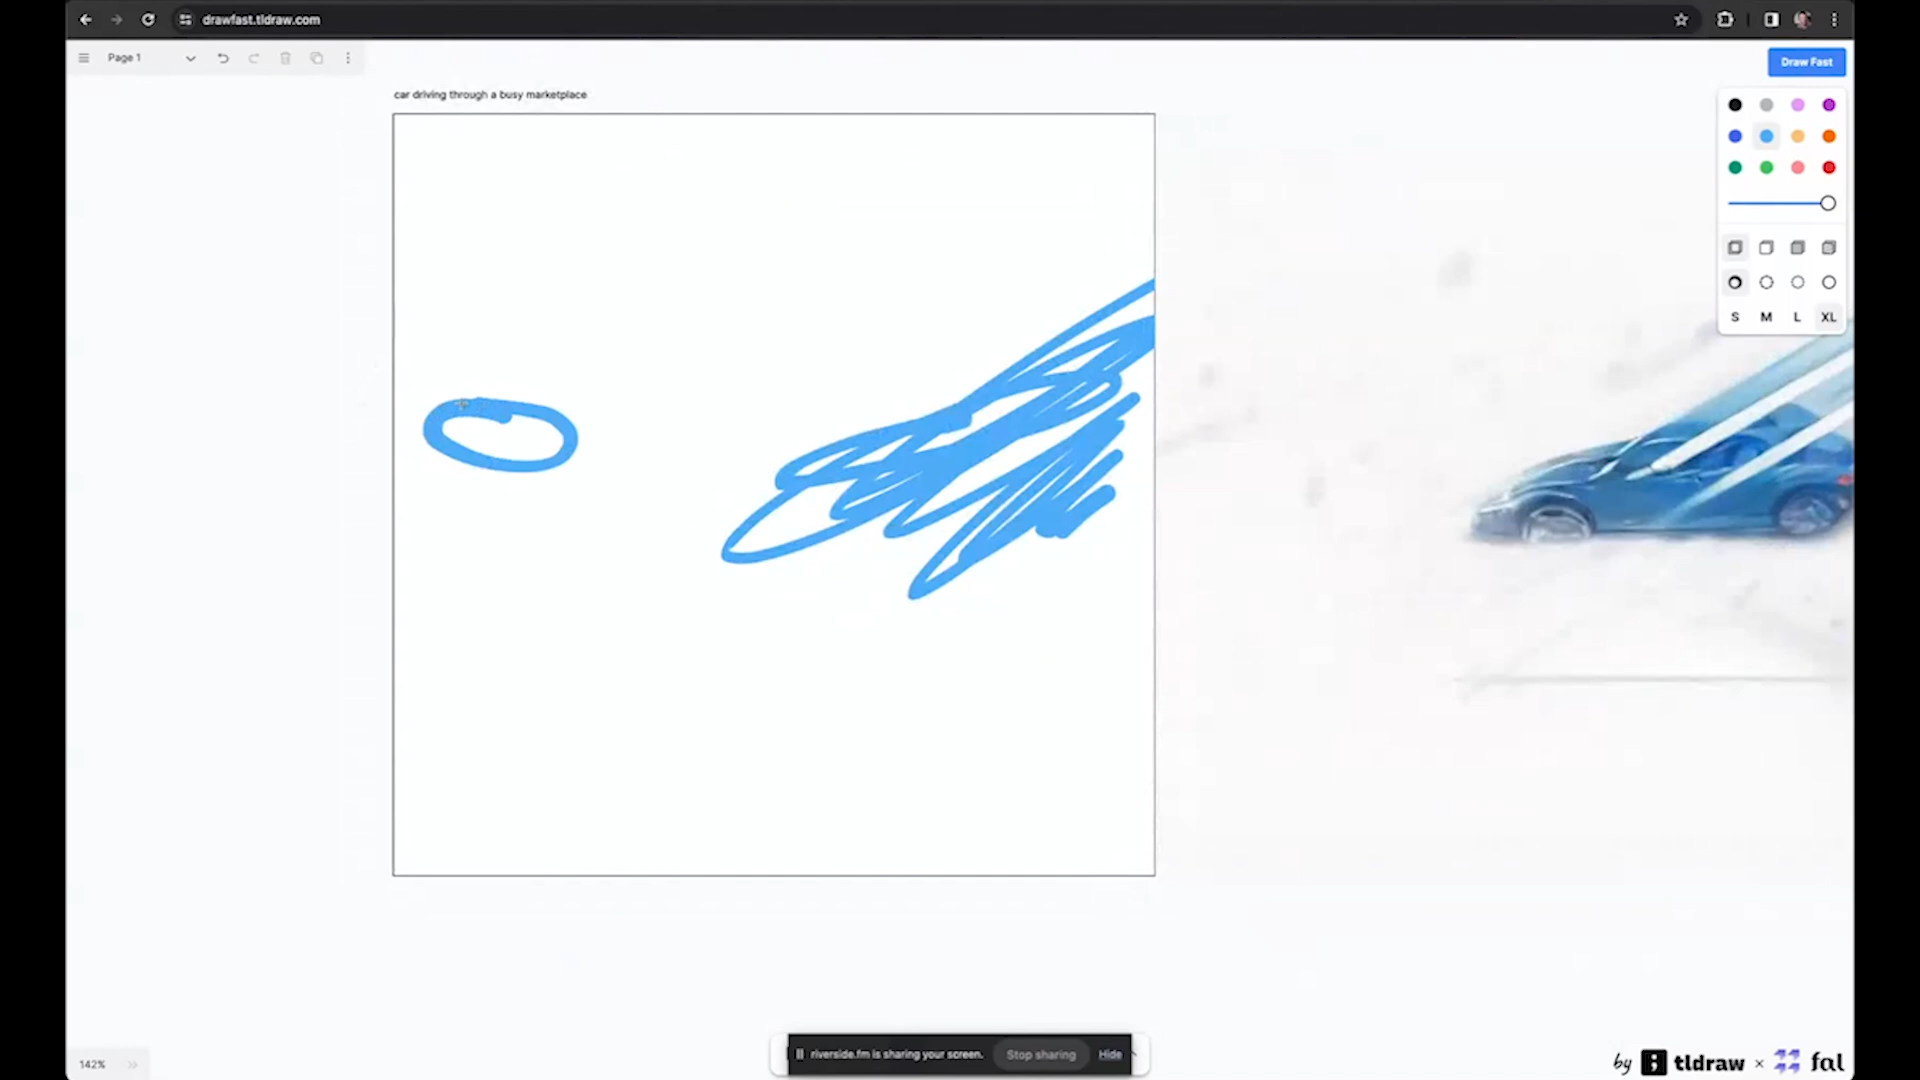 drawfast.tldraw.com
Page 1
Draw Fast
car driving through a busy marketplace
S M L XL
riverside.fm is sharing your screen. Stop sharing Hide
142%
by tldraw × fal